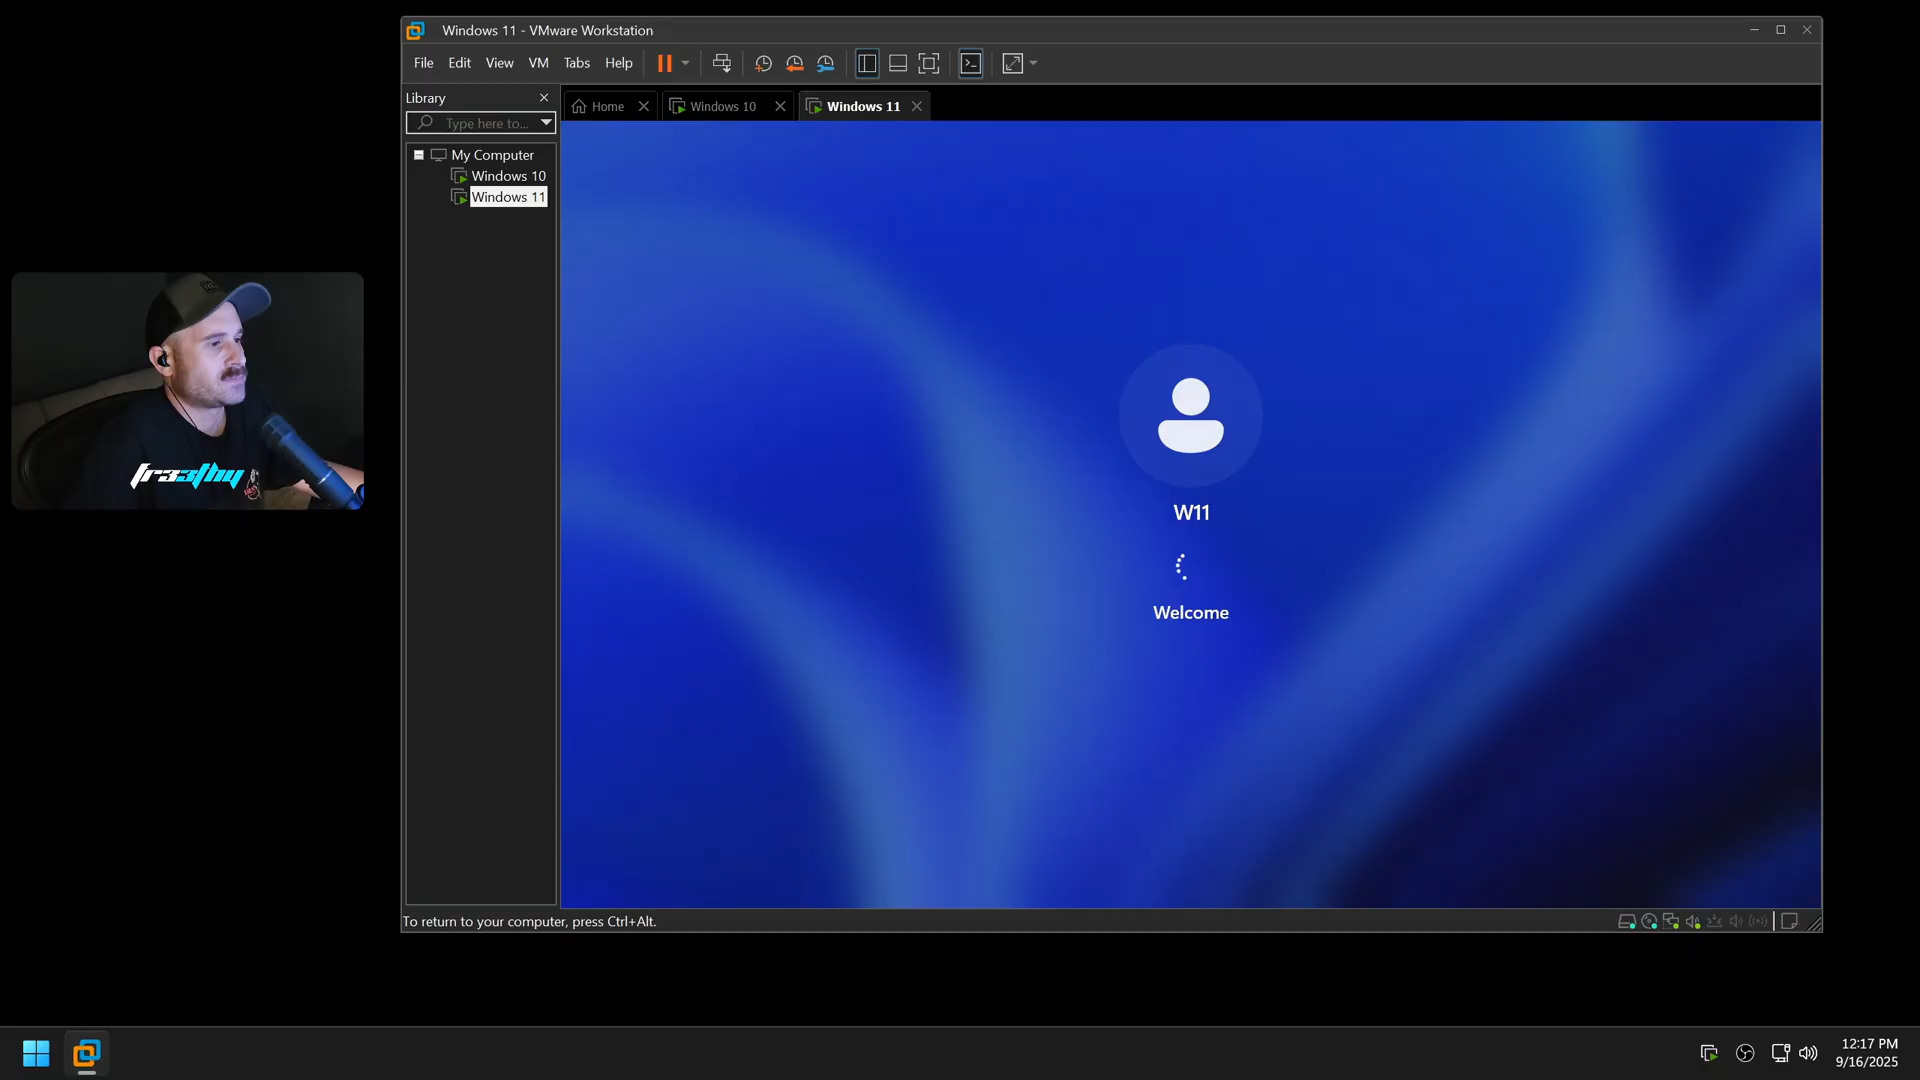 Windows 11 - VMware Workstation
File Edit View VM Tabs Help
Library
Type here to...
My Computer
Windows 10
Windows 11
Home
Windows 10
Windows 11
W11
Welcome
fr33thy
To return to your computer, press Ctrl+Alt.
12:17 PM
9/16/2025